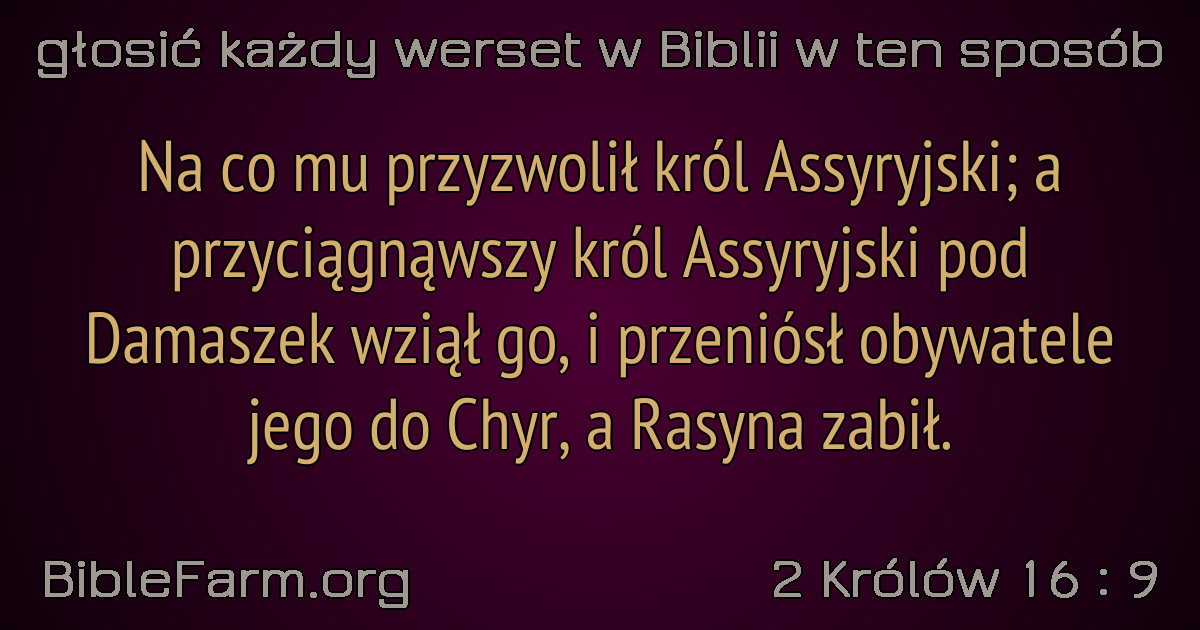 głosić każdy werset w Biblii w ten sposób
Na co mu przyzwolił król Assyryjski; a
przyciągnąwszy król Assyryjski pod
Damaszek wziął go, i przeniósł obywatele
jego do Chyr, a Rasyna zabił.
BibleFarm.org
2 Królów 16 : 9